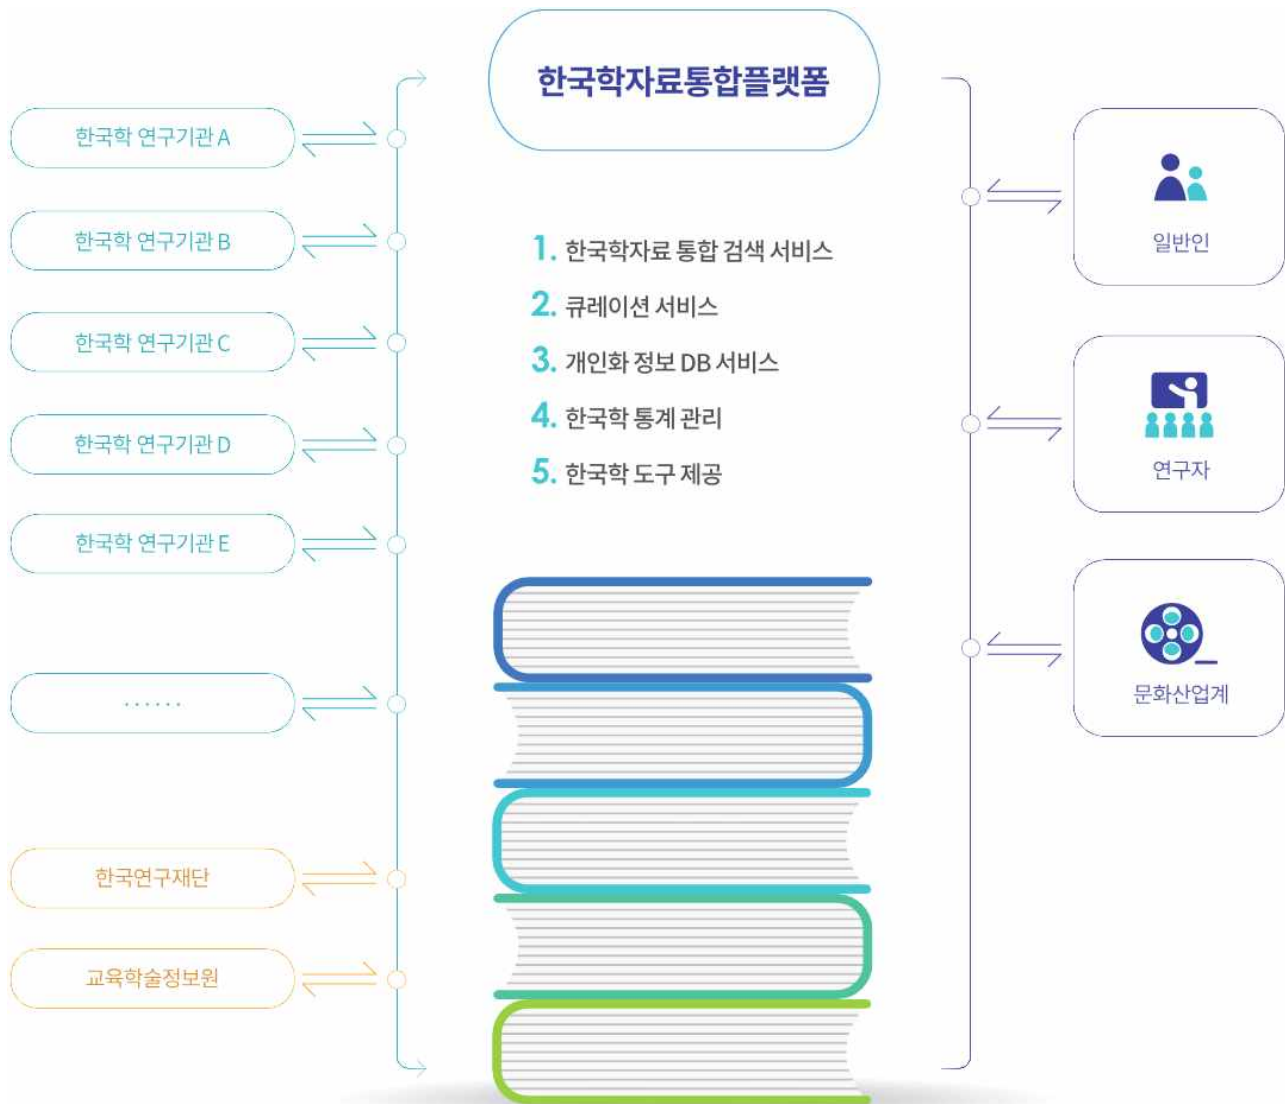 한국학자료통합플랫폼
한국학 연구기관 A
한국학 연구기관 B
한국학 연구기관 C
한국학 연구기관 D
한국학 연구기관 E
······
한국연구재단
교육학술정보원
1. 한국학자료 통합 검색 서비스
2. 큐레이션 서비스
3. 개인화 정보 DB 서비스
4. 한국학 통계 관리
5. 한국학 도구 제공
일반인
연구자
문화산업계